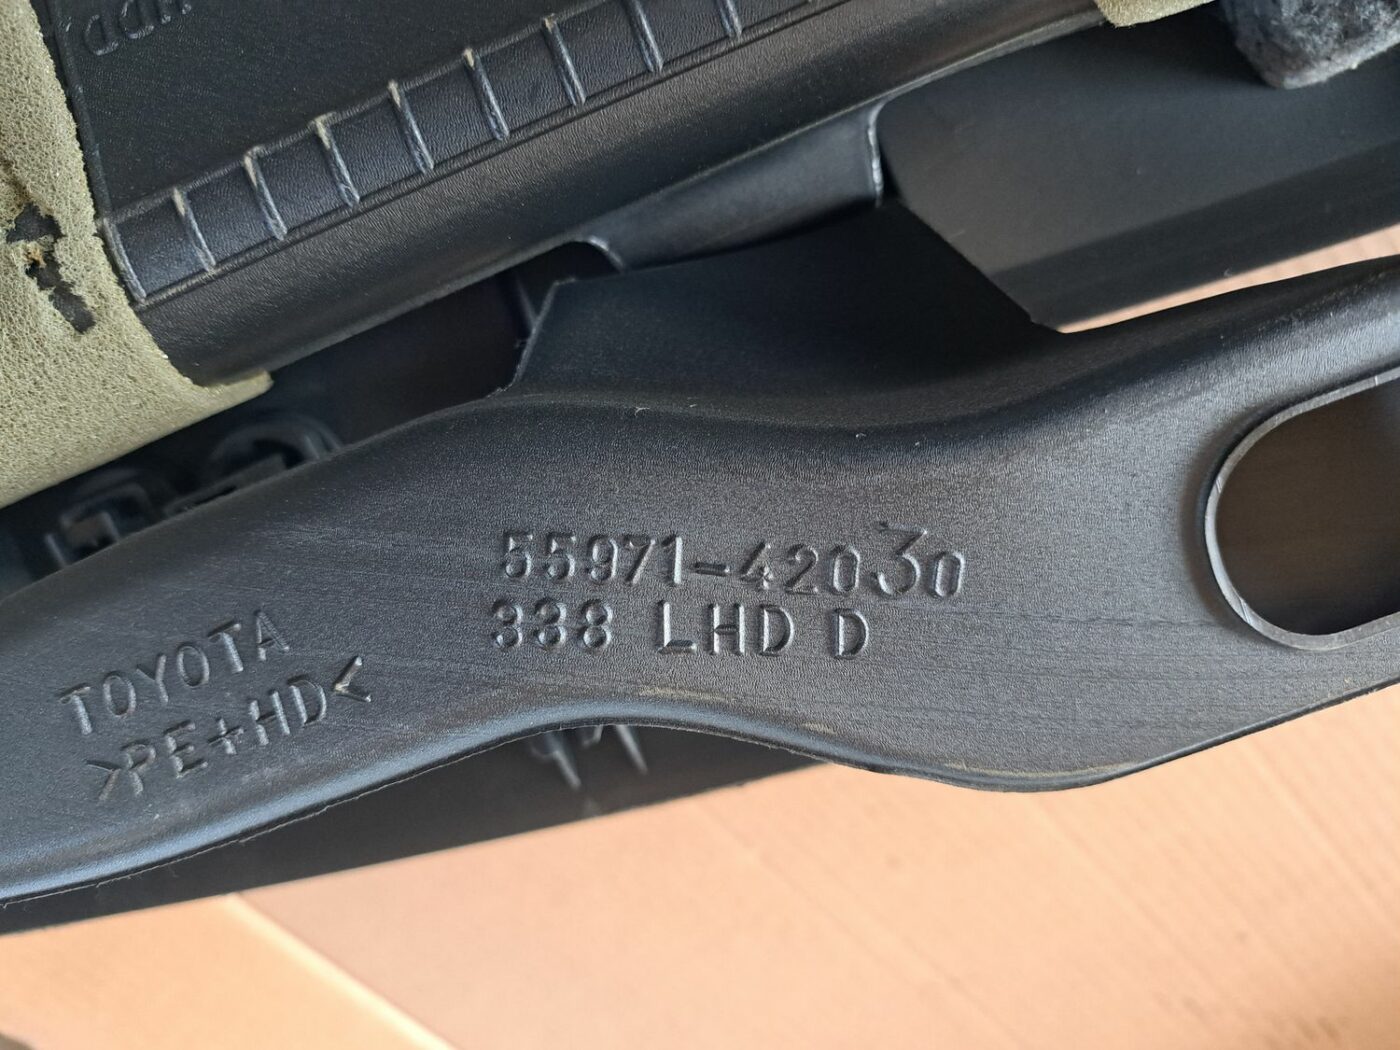 55971-42030
338 LHD D
TOYOTA
>PE+HD<